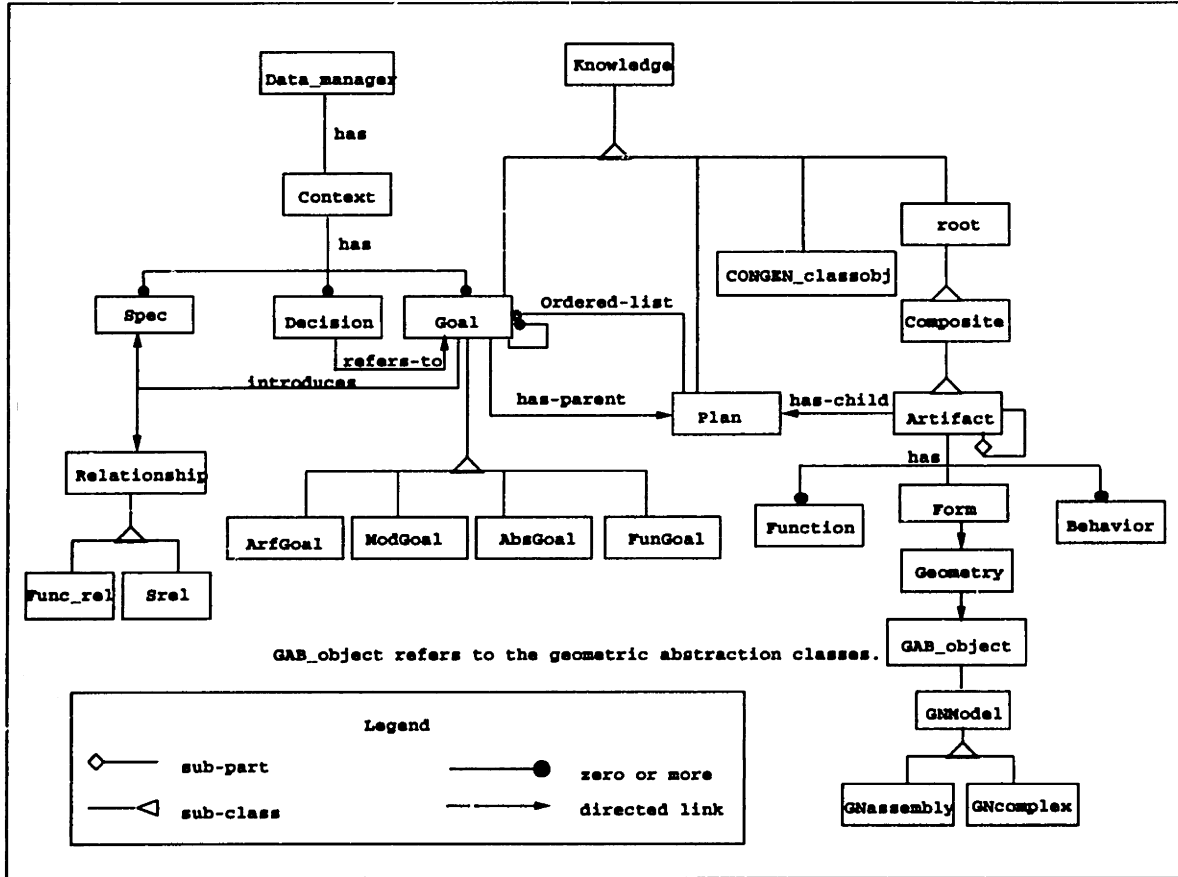 Knowledge
Data_manager
has
Context
root
has
CONGEN_classobj
Ordered-list
Spec
Decision
Goal
Composite
refers-to
introduces
has-parent
Plan
has-child
Artifact
has
Relationship
Form
Function
Behavior
ArfGoal
ModGoal
AbsGoal
FunGoal
Geometry
Func_rel
Srel
GAB_object refers to the geometric abstraction classes.
GAB_object
GNModel
Legend
sub-part
zero or more
sub-class
directed link
GNassembly
GNcomplex